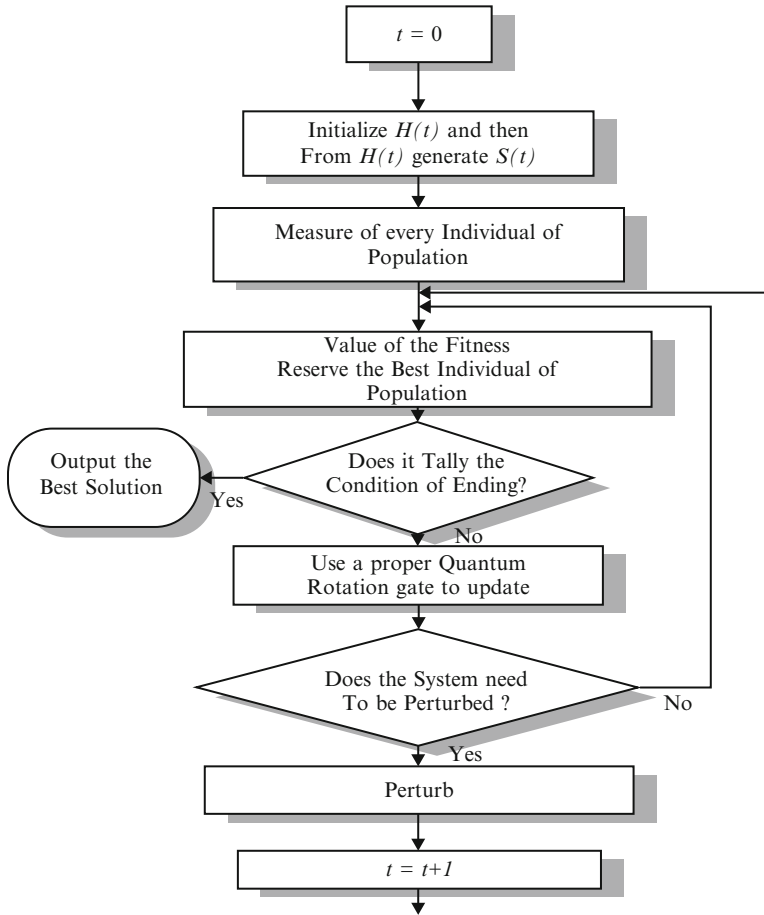 t = 0
Initialize H(t) and then
From H(t) generate S(t)
Measure of every Individual of
Population
Value of the Fitness
Reserve the Best Individual of
Population
Does it Tally the
Condition of Ending?
Output the
Best Solution
Yes
No
Use a proper Quantum
Rotation gate to update
Does the System need
To be Perturbed ?
No
Yes
Perturb
t = t+1